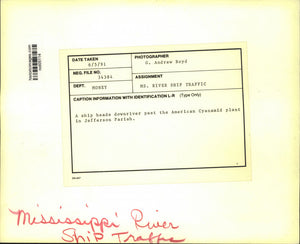 DATE TAKEN
6/3/91
PHOTOGRAPHER
G. Andrew Boyd
NEG. FILE NO.
34384
ASSIGNMENT
MS. RIVER SHIP TRAFFIC
DEPT.
MONEY
CAPTION INFORMATION WITH IDENTIFICATION L-R (Type Only)
A ship heads downriver past the American Cyanamid plant
in Jefferson Parish.
Mississippi River
Ship Traffic